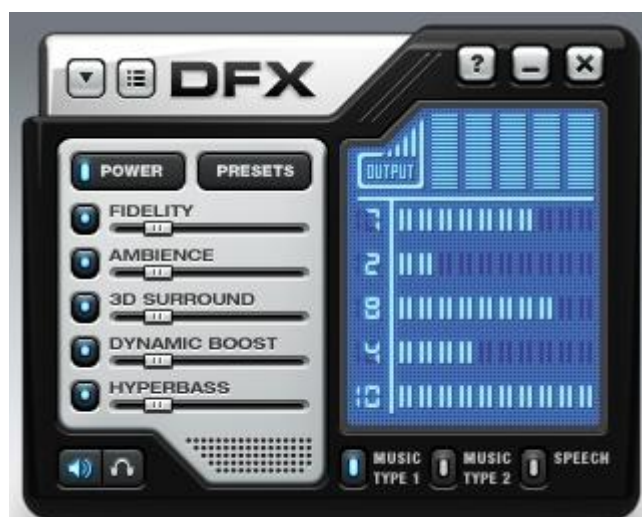 DFX
?
POWER
PRESETS
FIDELITY
AMBIENCE
3D SURROUND
DYNAMIC BOOST
HYPERBASS
OUTPUT
7
2
8
4
10
MUSIC
TYPE 1
MUSIC
TYPE 2
SPEECH